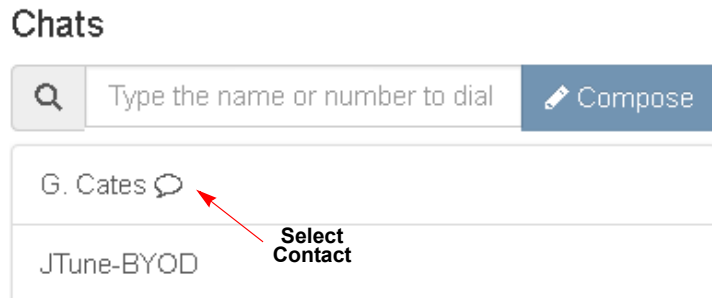 Chats
Type the name or number to dial
Compose
G. Cates
Select
Contact
JTune-BYOD